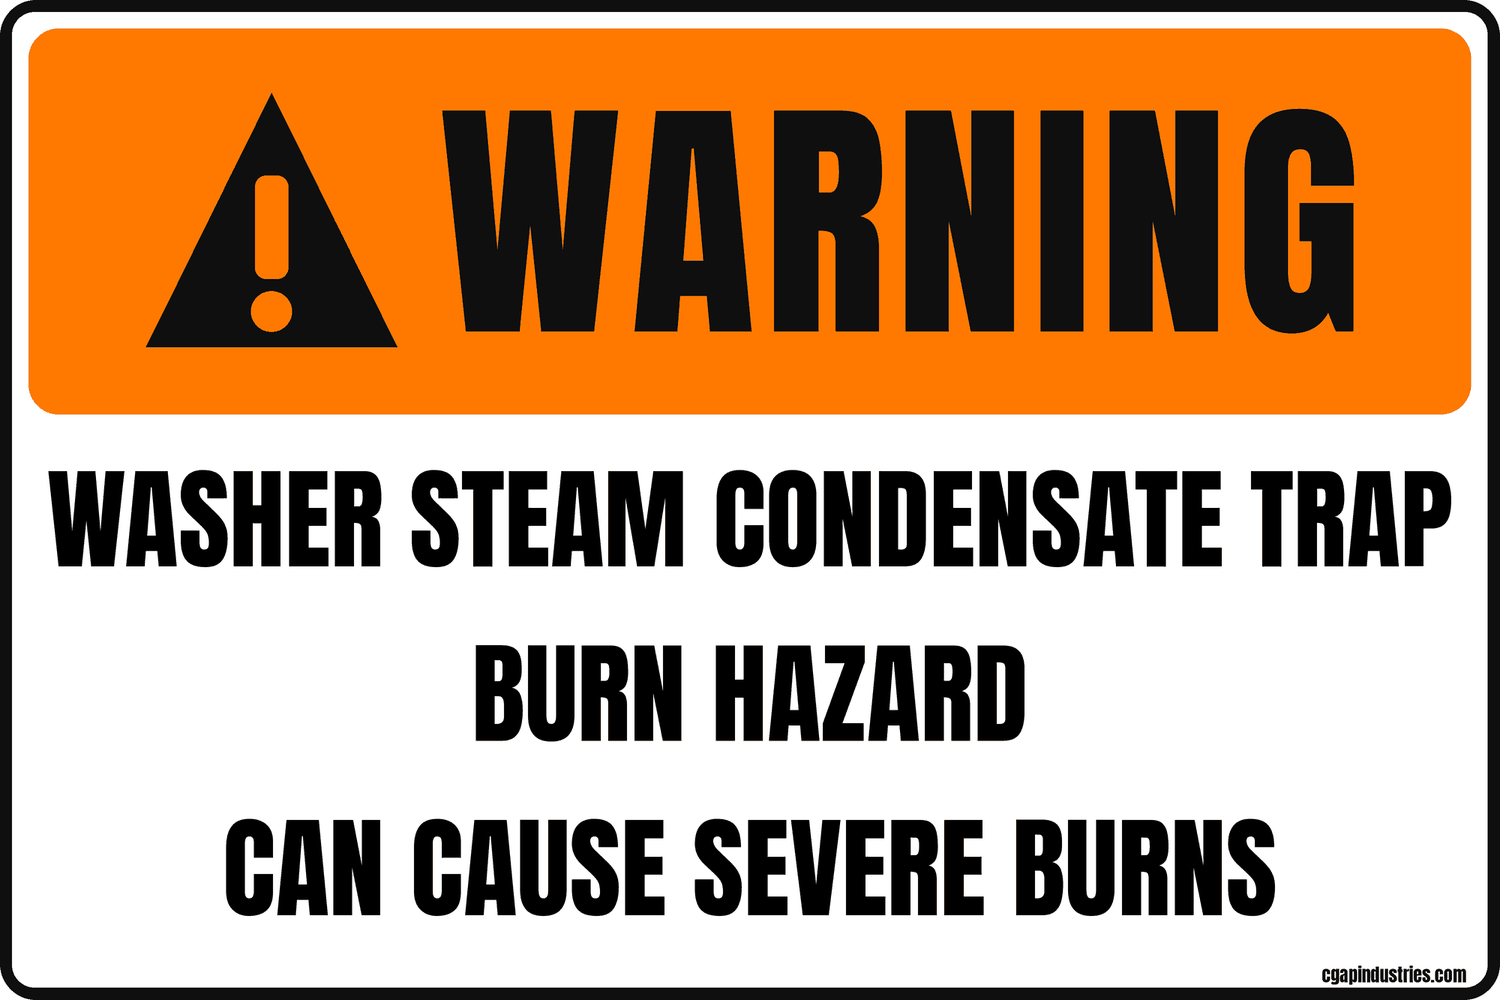 WARNING
WASHER STEAM CONDENSATE TRAP
BURN HAZARD
CAN CAUSE SEVERE BURNS
cgapindustries.com